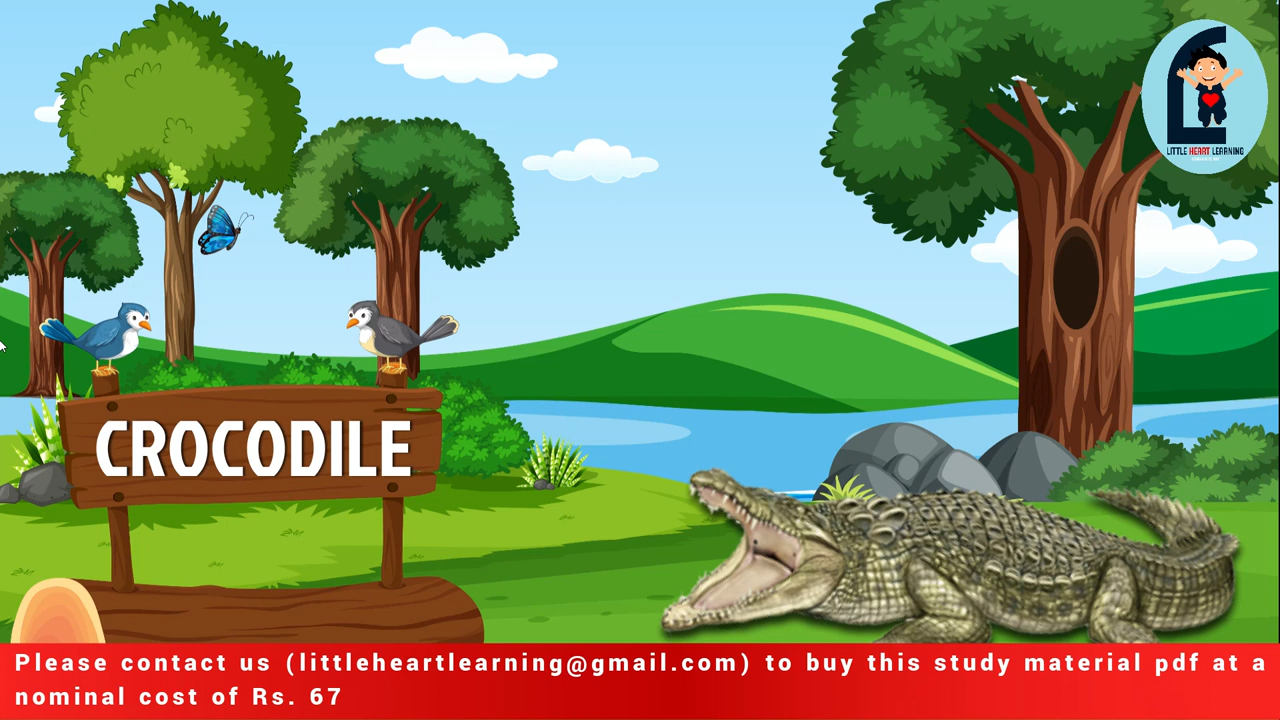 LITTLE HEART LEARNING
CROCODILE
Please contact us (littleheartlearning@gmail.com) to buy this study material pdf at a
nominal cost of Rs. 67